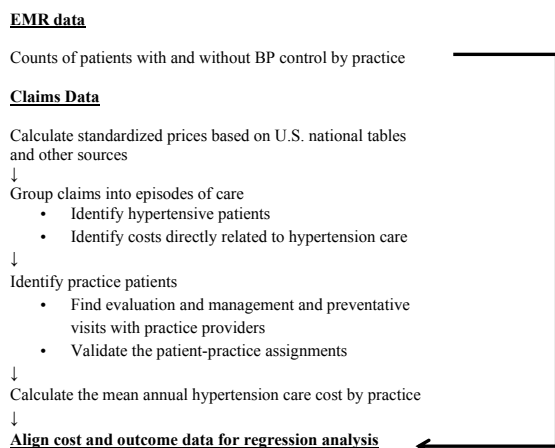 EMR data
Counts of patients with and without BP control by practice
Claims Data
Calculate standardized prices based on U.S. national tables
and other sources
↓
Group claims into episodes of care
• Identify hypertensive patients
• Identify costs directly related to hypertension care
↓
Identify practice patients
• Find evaluation and management and preventative
visits with practice providers
• Validate the patient-practice assignments
↓
Calculate the mean annual hypertension care cost by practice
↓
Align cost and outcome data for regression analysis